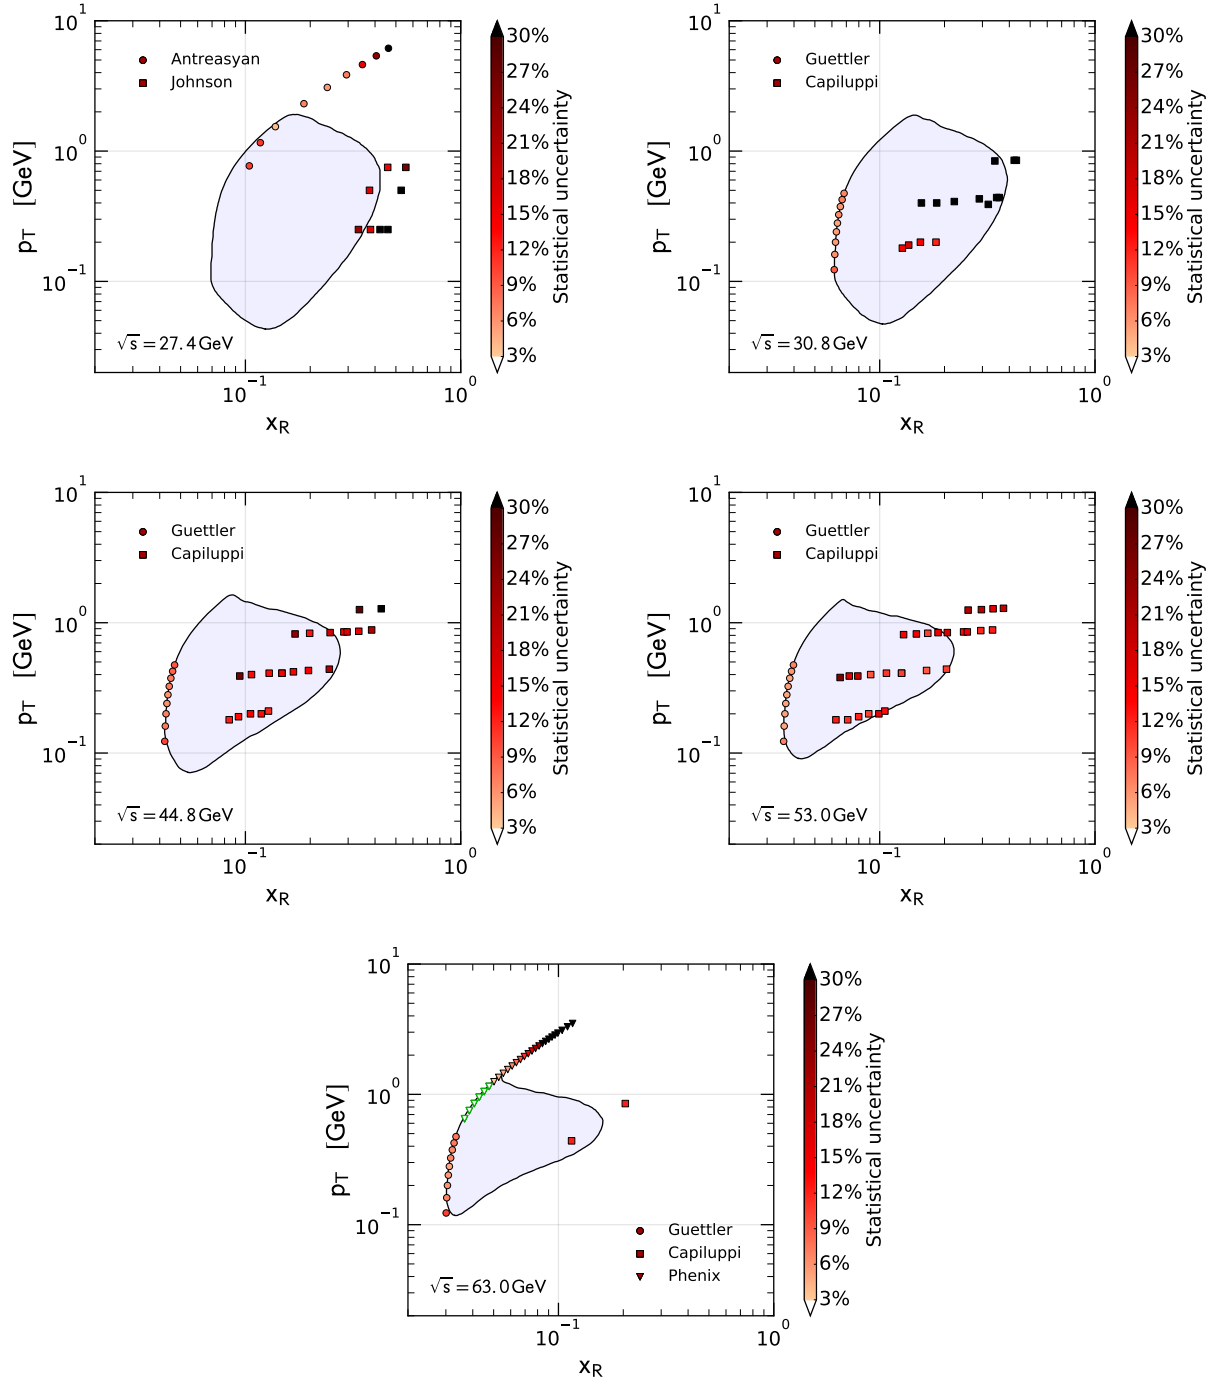 Antreasyan
Johnson
√s = 27.4 GeV
10^1
10^0
10^-1
p_T [GeV]
10^-1
10^0
x_R
30%
27%
24%
21%
18%
15%
12%
9%
6%
3%
Statistical uncertainty
Guettler
Capiluppi
√s = 30.8 GeV
10^1
10^0
10^-1
p_T [GeV]
10^-1
10^0
x_R
30%
27%
24%
21%
18%
15%
12%
9%
6%
3%
Statistical uncertainty
Guettler
Capiluppi
√s = 44.8 GeV
10^1
10^0
10^-1
p_T [GeV]
10^-1
10^0
x_R
30%
27%
24%
21%
18%
15%
12%
9%
6%
3%
Statistical uncertainty
Guettler
Capiluppi
√s = 53.0 GeV
10^1
10^0
10^-1
p_T [GeV]
10^-1
10^0
x_R
30%
27%
24%
21%
18%
15%
12%
9%
6%
3%
Statistical uncertainty
Guettler
Capiluppi
Phenix
√s = 63.0 GeV
10^1
10^0
10^-1
p_T [GeV]
10^-1
10^0
x_R
30%
27%
24%
21%
18%
15%
12%
9%
6%
3%
Statistical uncertainty